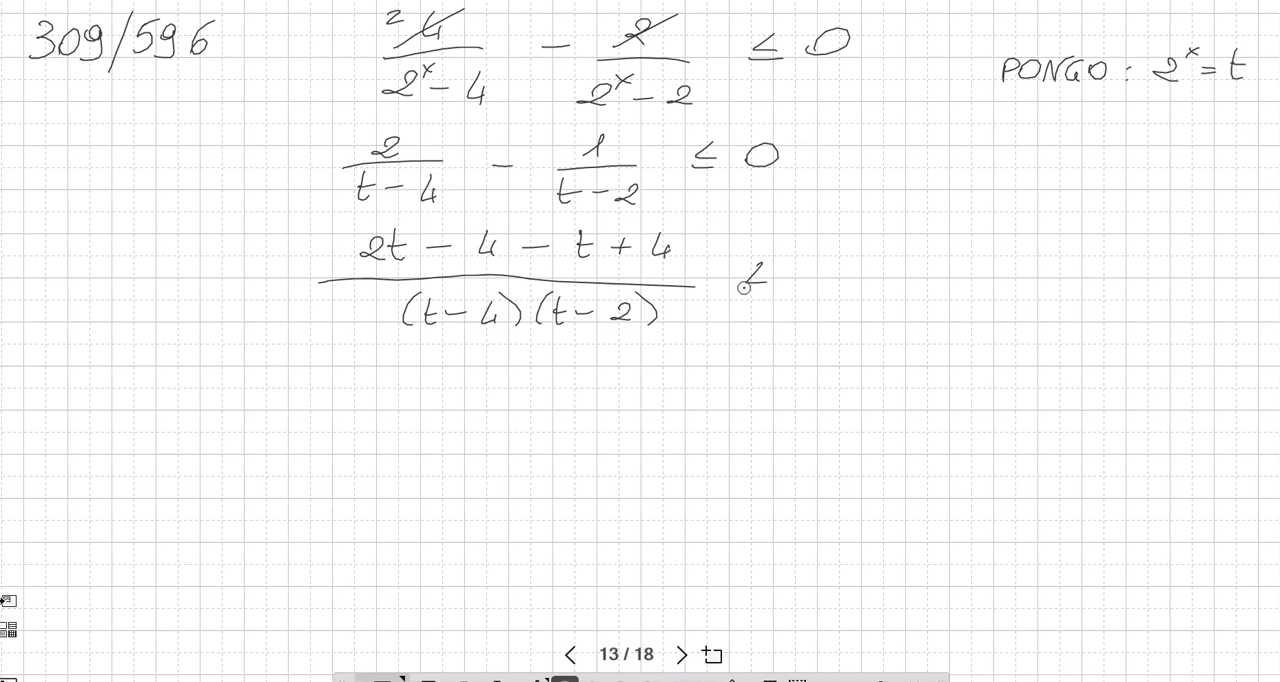 309/596 4/(2^x - 4) - 2/(2^x - 2) ≤ 0 PONGO: 2^x = t
2
2/(t - 4) - 1/(t - 2) ≤ 0
2t - 4 - t + 4
(t - 4)(t - 2)
13 / 18